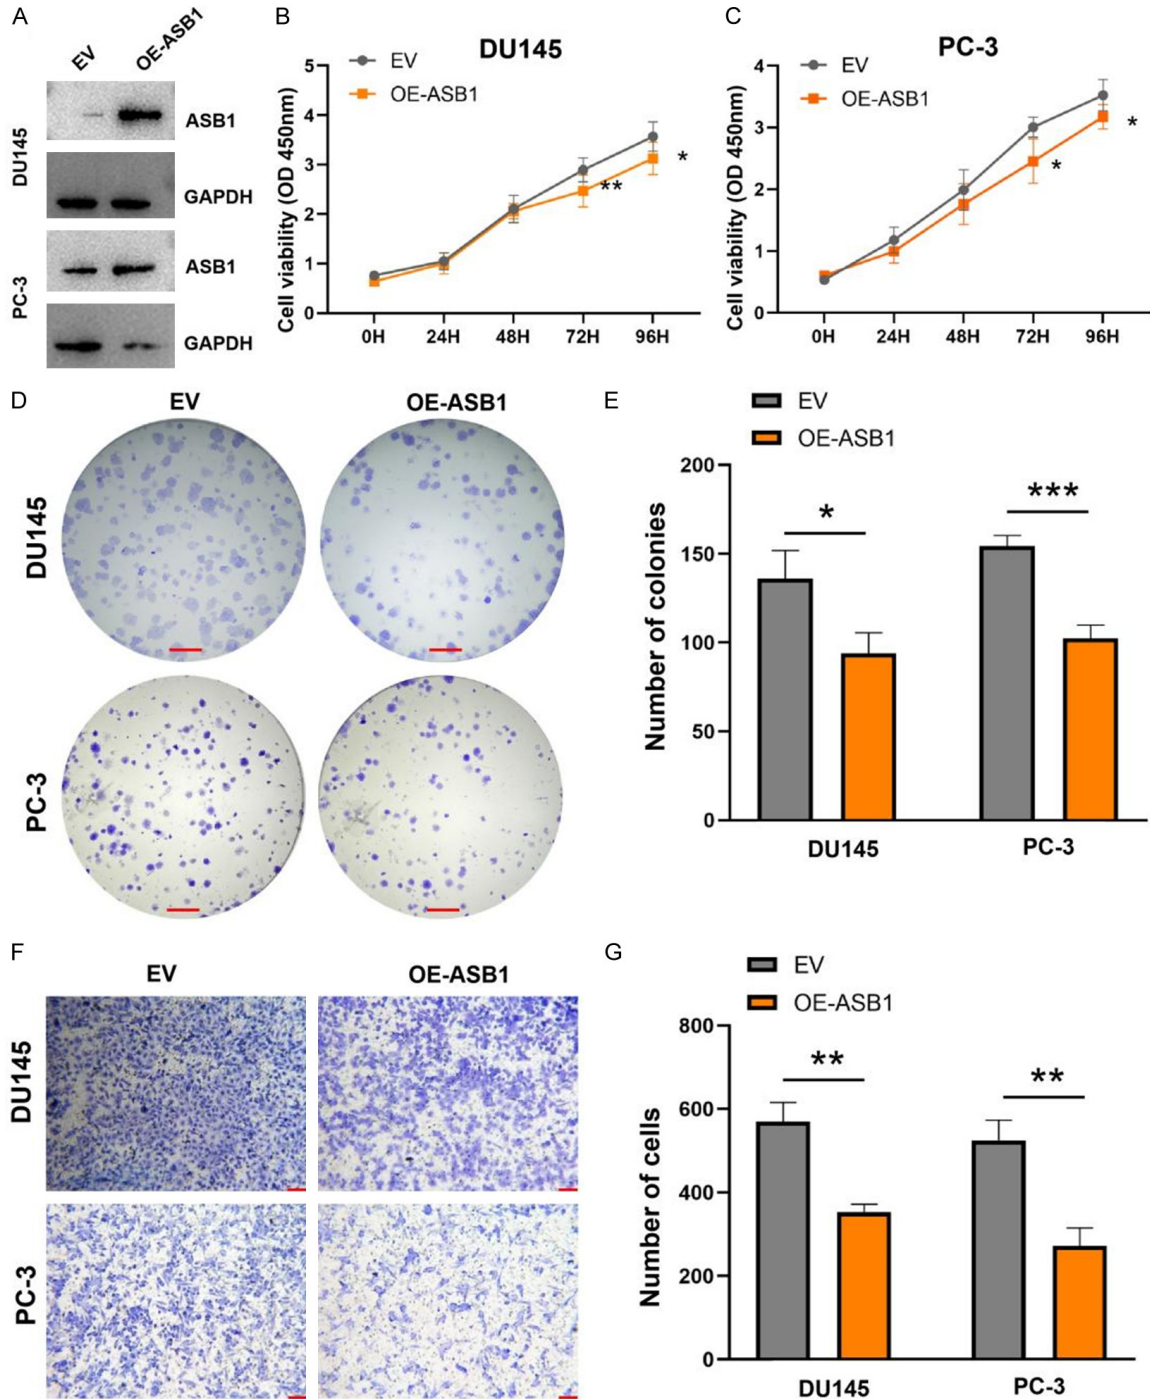 A
EV
OE-ASB1
DU145
ASB1
GAPDH
PC-3
ASB1
GAPDH
B
DU145
EV
OE-ASB1
Cell viability (OD 450nm)
5
4
3
2
1
0
**
*
0H 24H 48H 72H 96H
C
PC-3
EV
OE-ASB1
Cell viability (OD 450nm)
4
3
2
1
0
*
*
0H 24H 48H 72H 96H
D
EV OE-ASB1
DU145
PC-3
E
EV
OE-ASB1
Number of colonies
200
150
100
50
0
*
***
DU145 PC-3
F
EV OE-ASB1
DU145
PC-3
G
EV
OE-ASB1
Number of cells
800
600
400
200
0
**
**
DU145 PC-3